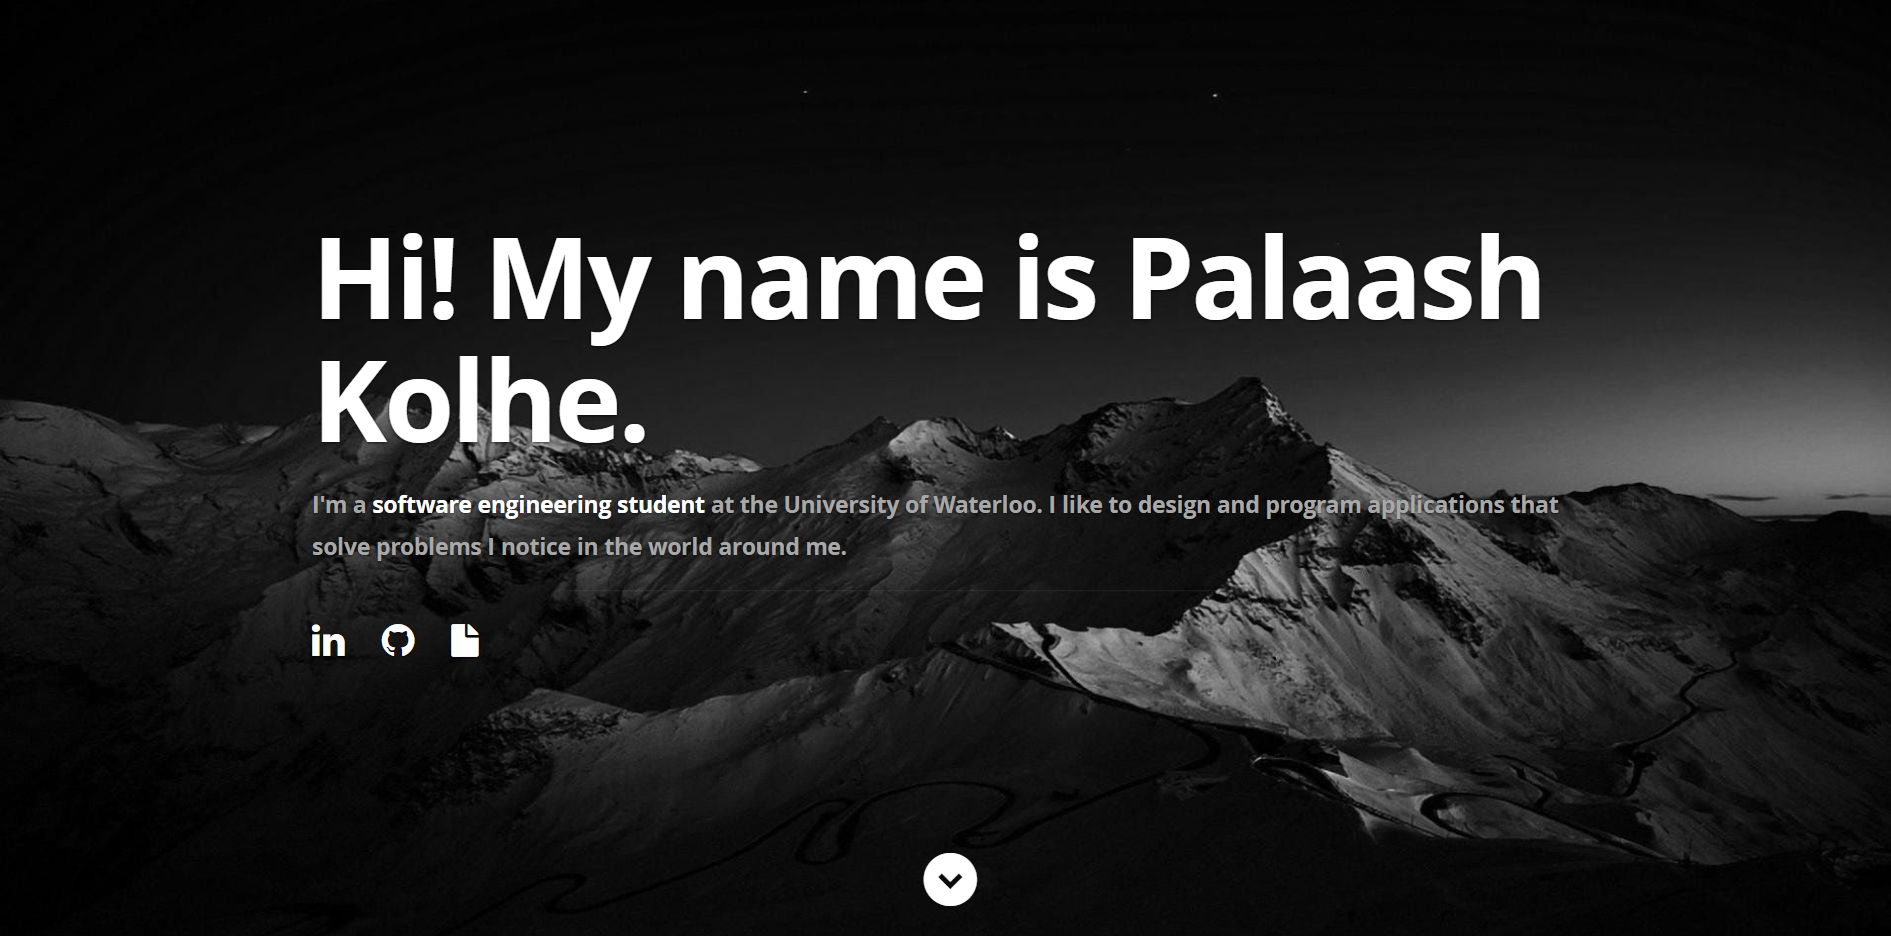 Hi! My name is Palaash
Kolhe.
I'm a software engineering student at the University of Waterloo. I like to design and program applications that
solve problems I notice in the world around me.
in